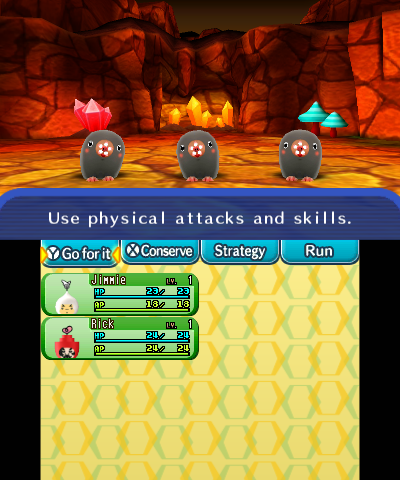 Use physical attacks and skills.
Y Go for it X Conserve Strategy Run
Jimmie LV. 1
HP 23/ 23
AP 18/ 18
Rick LV. 1
HP 24/ 24
AP 24/ 24